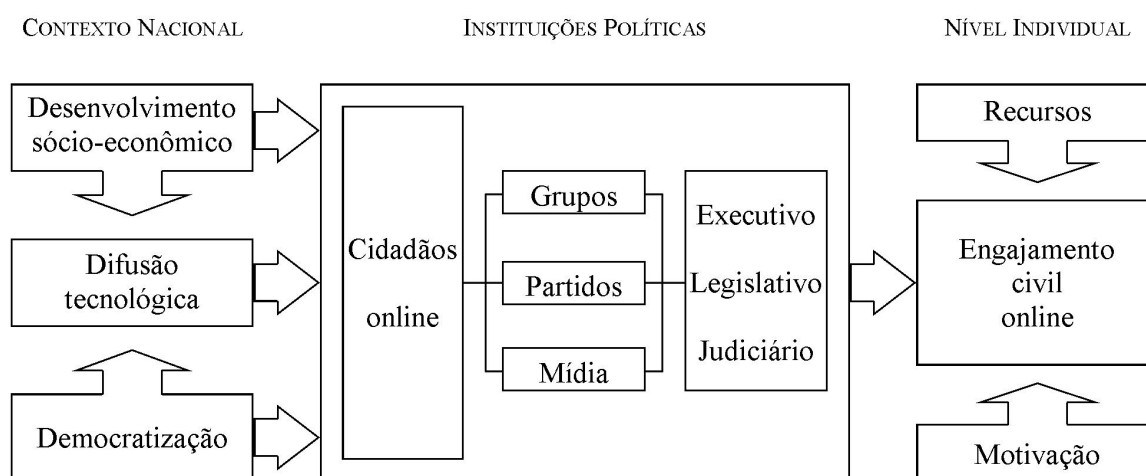 CONTEXTO NACIONAL
INSTITUIÇÕES POLÍTICAS
NÍVEL INDIVIDUAL
Desenvolvimento
sócio-econômico
Difusão
tecnológica
Democratização
Cidadãos
online
Grupos
Partidos
Mídia
Executivo
Legislativo
Judiciário
Recursos
Engajamento
civil
online
Motivação